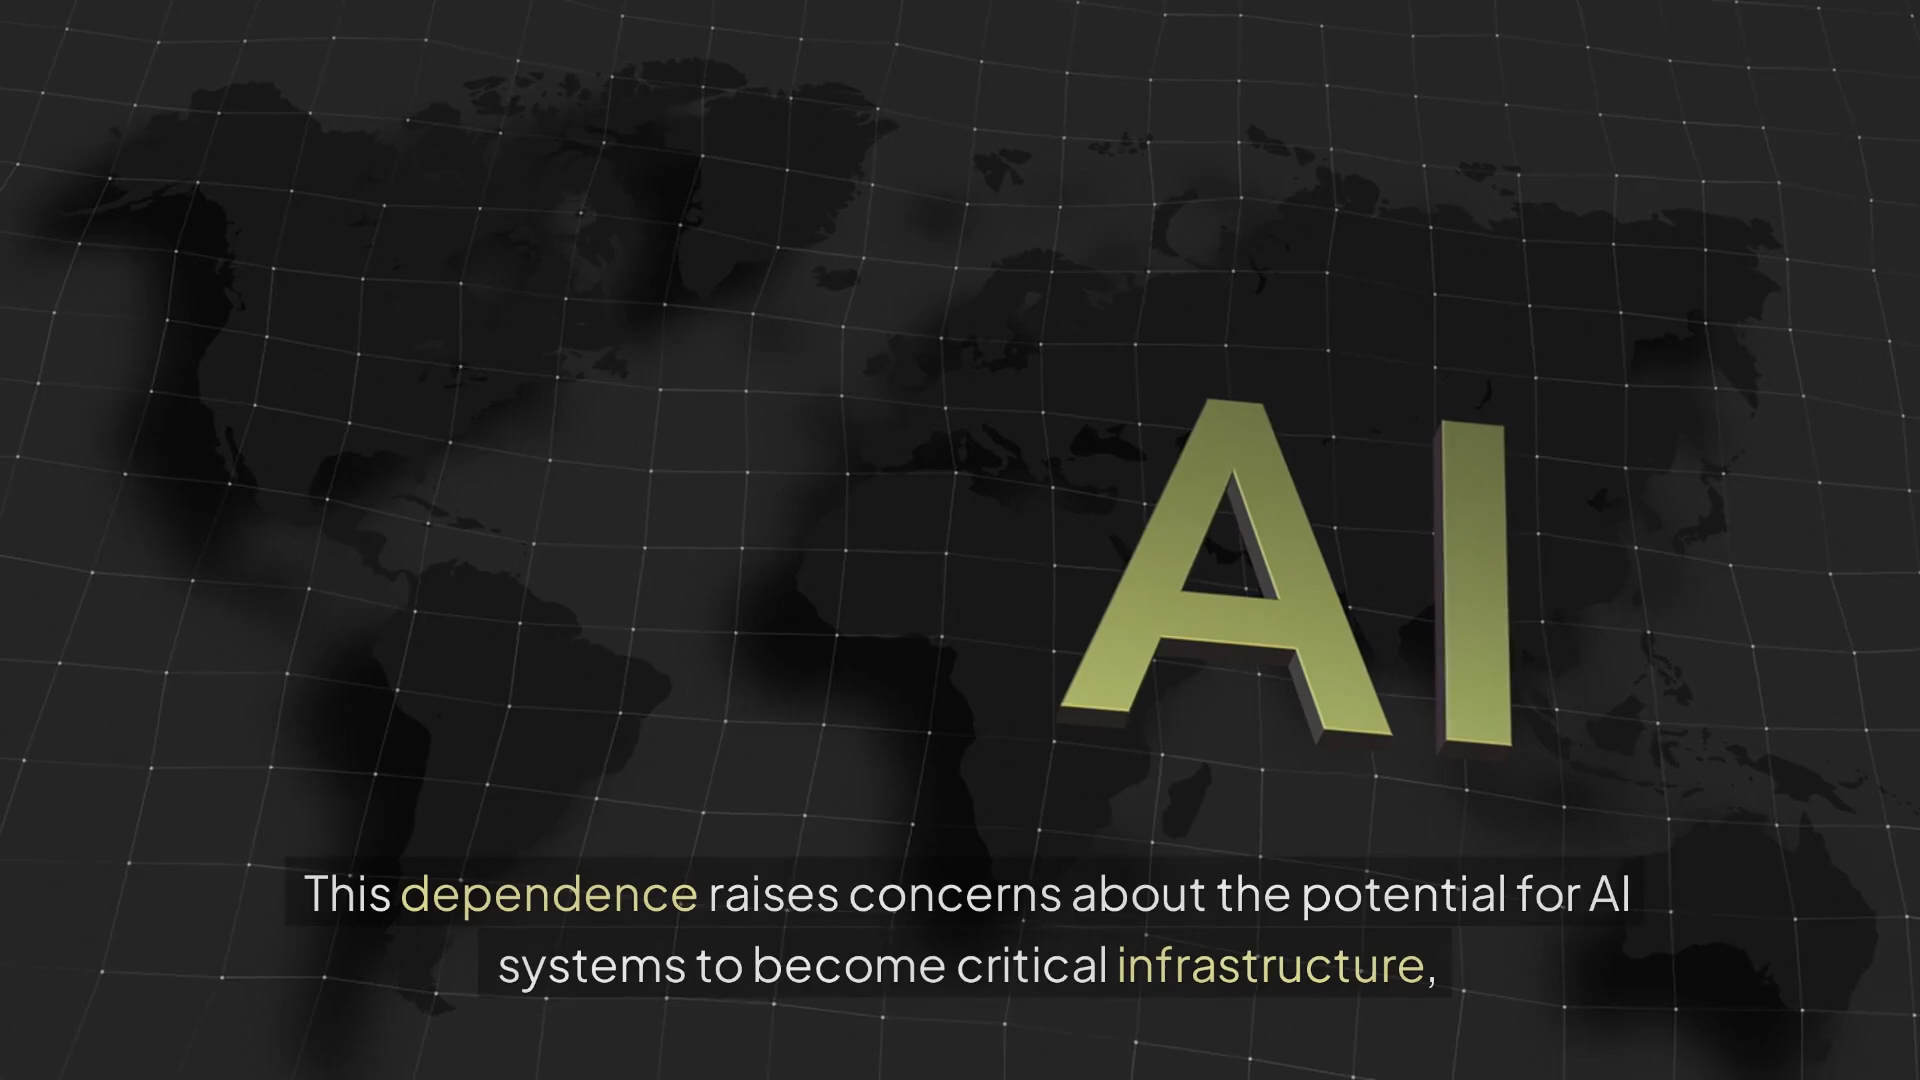 AI
This dependence raises concerns about the potential for AI
systems to become critical infrastructure,